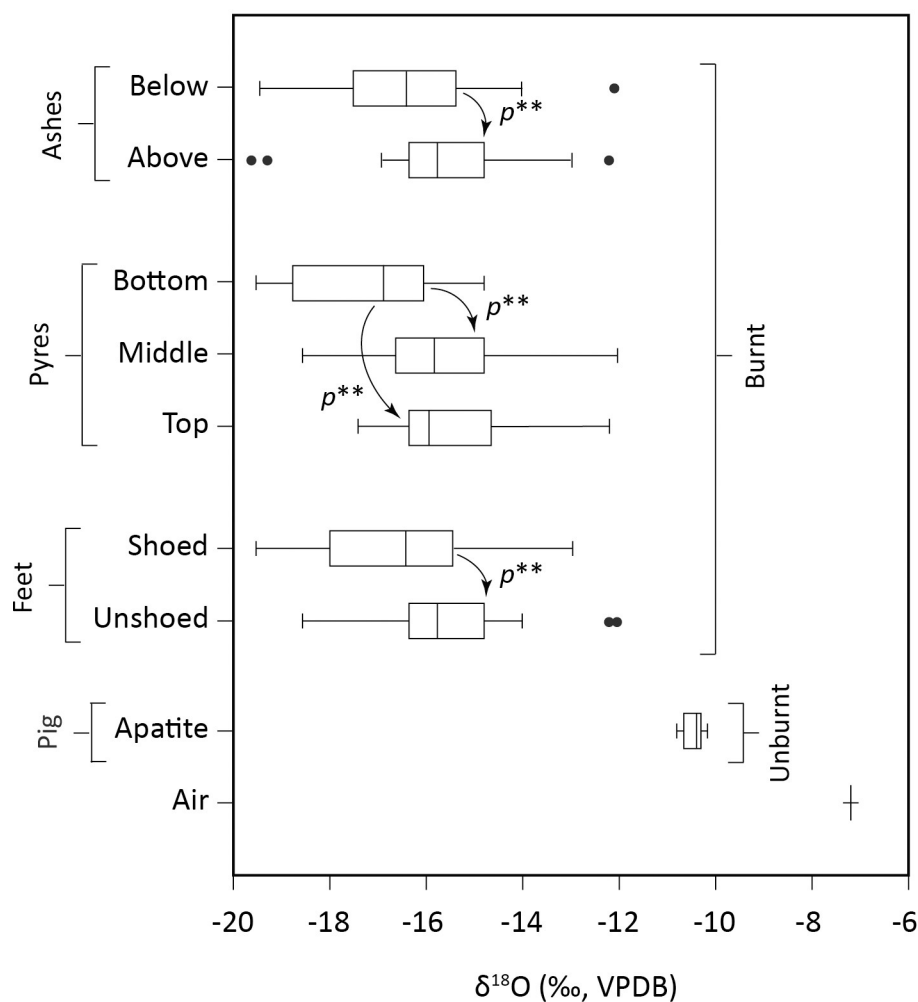 Ashes
Below
p**
Above
Pyres
Bottom
p**
Middle
p**
Top
Burnt
Feet
Shoed
p**
Unshoed
Pig
Apatite
Unburnt
Air
-20 -16 -14 -12 -10 -8 -6
δ¹⁸O (‰, VPDB)